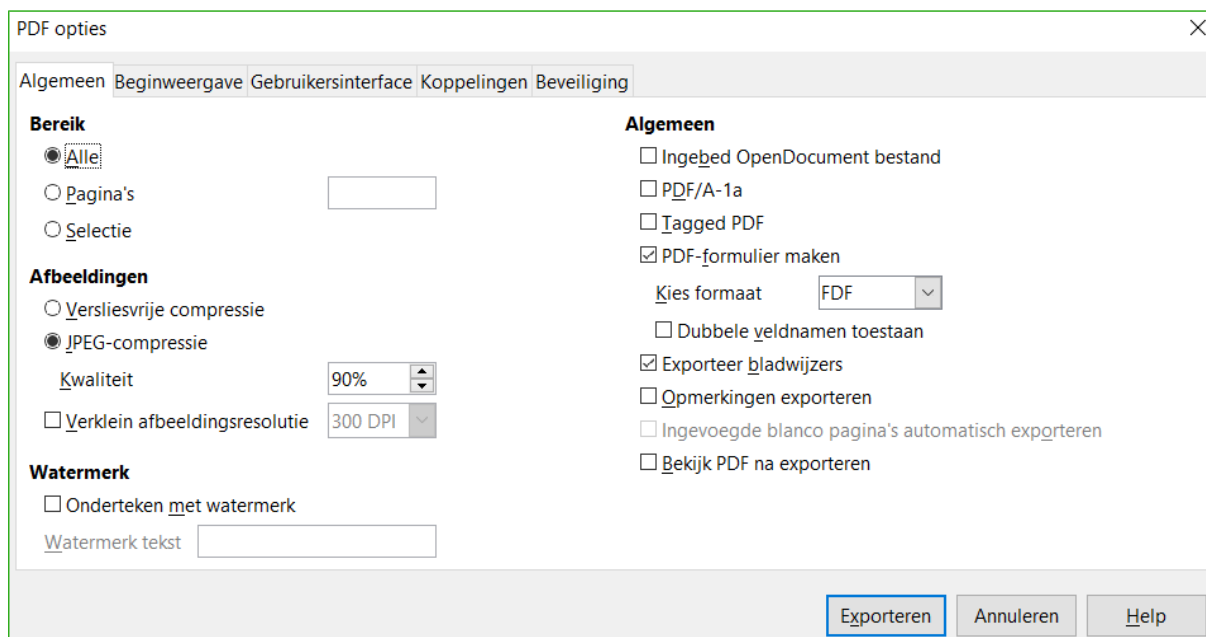 PDF opties
Algemeen Beginweergave Gebruikersinterface Koppelingen Beveiliging
Bereik
Alle
Pagina's
Selectie
Afbeeldingen
Versliesvrije compressie
JPEG-compressie
Kwaliteit 90%
Verklein afbeeldingsresolutie 300 DPI
Watermerk
Onderteken met watermerk
Watermerk tekst
Algemeen
Ingebed OpenDocument bestand
PDF/A-1a
Tagged PDF
PDF-formulier maken
Kies formaat FDF
Dubbele veldnamen toestaan
Exporteer bladwijzers
Opmerkingen exporteren
Ingevoegde blanco pagina's automatisch exporteren
Bekijk PDF na exporteren
Exporteren Annuleren Help